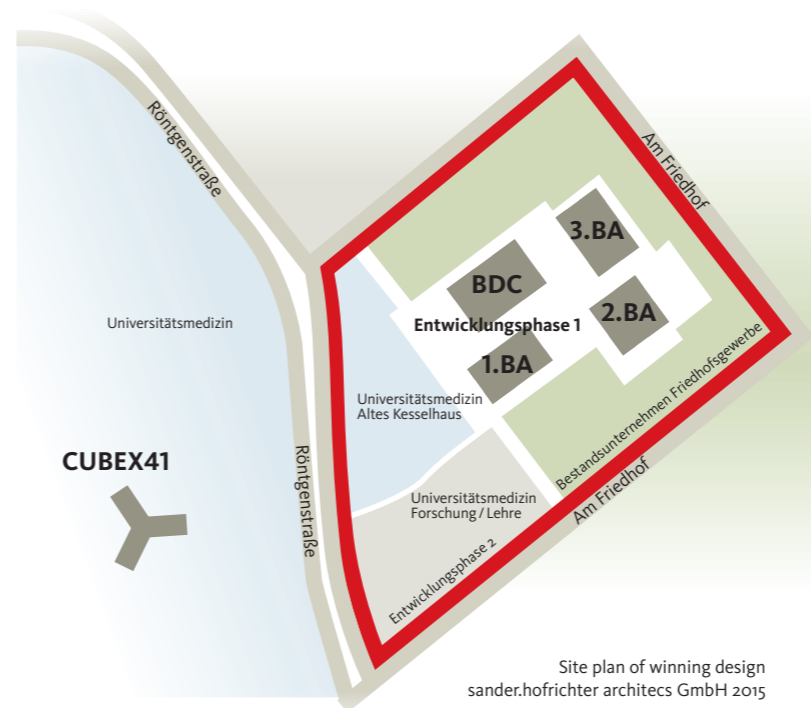 Röntgenstraße
Am Friedhof
3.BA
BDC
2.BA
Entwicklungsphase 1
Universitätsmedizin
1.BA
Universitätsmedizin
Altes Kesselhaus
Bestandsunternehmen Friedhofsgewerbe
CUBEX41
Röntgenstraße
Am Friedhof
Universitätsmedizin
Forschung / Lehre
Entwicklungsphase 2
Site plan of winning design
sander.hofrichter architecs GmbH 2015